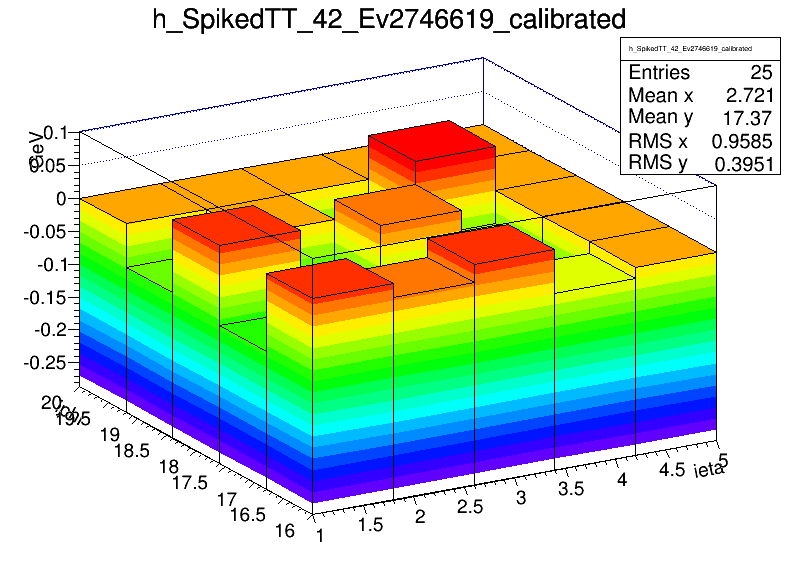 h_SpikedTT_42_Ev2746619_calibrated
h_SpikedTT_42_Ev2746619_calibrated
Entries 25
Mean x 2.721
Mean y 17.37
RMS x 0.9585
RMS y 0.3951
GeV
0.1
0.05
0
-0.05
-0.1
-0.15
-0.2
-0.25
20
19.5
19
18.5
18
17.5
17
16.5
16
1
1.5
2
2.5
3
3.5
4
4.5
5
ieta